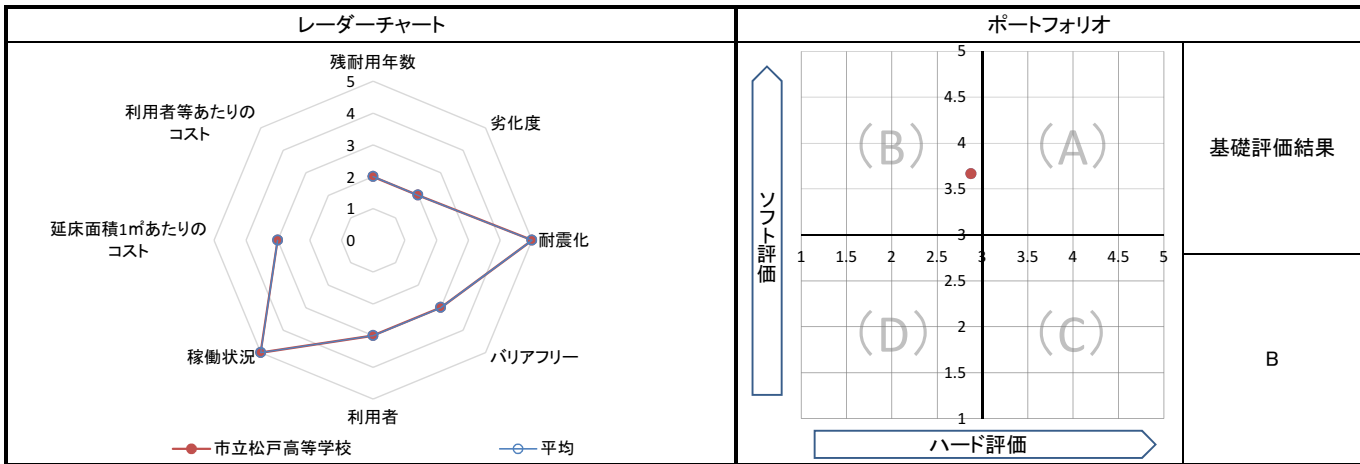 レーダーチャート
残耐用年数
5
4
3
2
1
0
劣化度
耐震化
バリアフリー
利用者
稼働状況
延床面積1㎡あたりの
コスト
利用者等あたりの
コスト
市立松戸高等学校
平均
ポートフォリオ
ソフト評価
5
4.5
4
3.5
3
2.5
2
1.5
1
1 1.5 2 2.5 3 3.5 4 4.5 5
(B) (A)
(D) (C)
ハード評価
基礎評価結果
B